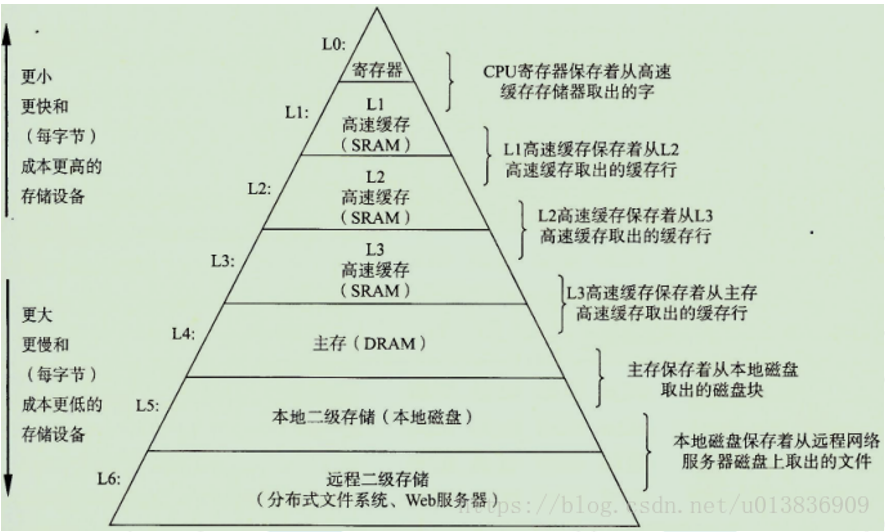 L0:
寄存器
CPU寄存器保存着从高速
缓存存储器取出的字
更小
更快和
（每字节）
成本更高的
存储设备
L1:
L1
高速缓存
（SRAM）
L1高速缓存保存着从L2
高速缓存取出的缓存行
L2:
L2
高速缓存
（SRAM）
L2高速缓存保存着从L3
高速缓存取出的缓存行
L3:
L3
高速缓存
（SRAM）
L3高速缓存保存着从主存
高速缓存取出的缓存行
更大
更慢和
（每字节）
成本更低的
存储设备
L4:
主存（DRAM）
主存保存着从本地磁盘
取出的磁盘块
L5:
本地二级存储（本地磁盘）
本地磁盘保存着从远程网络
服务器磁盘上取出的文件
L6:
远程二级存储
（分布式文件系统、Web服务器）
https://blog.csdn.net/u013836909